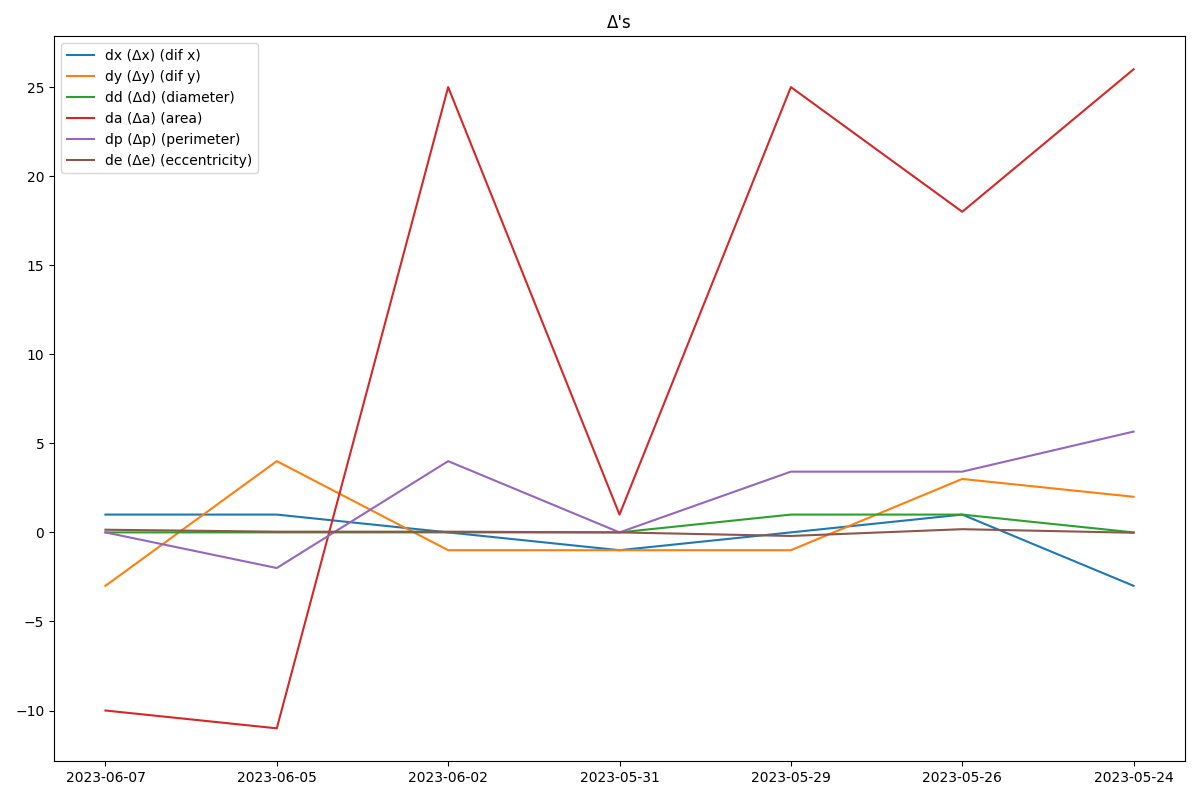 Δ's
dx (Δx) (dif x)
dy (Δy) (dif y)
dd (Δd) (diameter)
da (Δa) (area)
dp (Δp) (perimeter)
de (Δe) (eccentricity)
25
20
15
10
5
0
−5
−10
2023-06-07 2023-06-05 2023-06-02 2023-05-31 2023-05-29 2023-05-26 2023-05-24